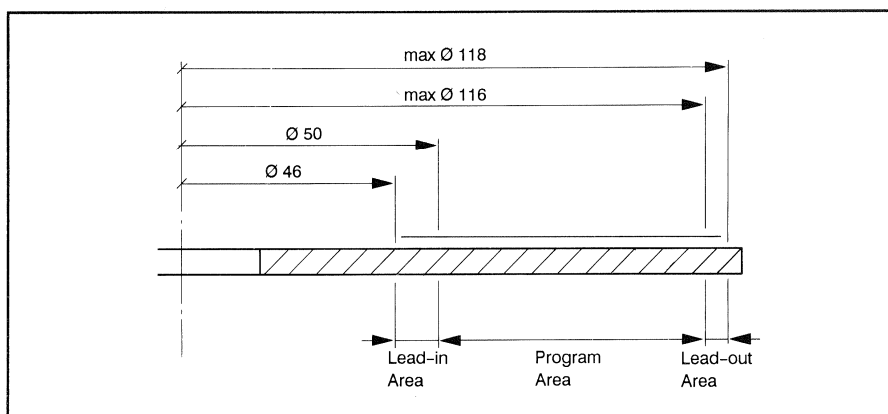 max Ø 118
max Ø 116
Ø 50
Ø 46
Lead-in
Area
Program
Area
Lead-out
Area